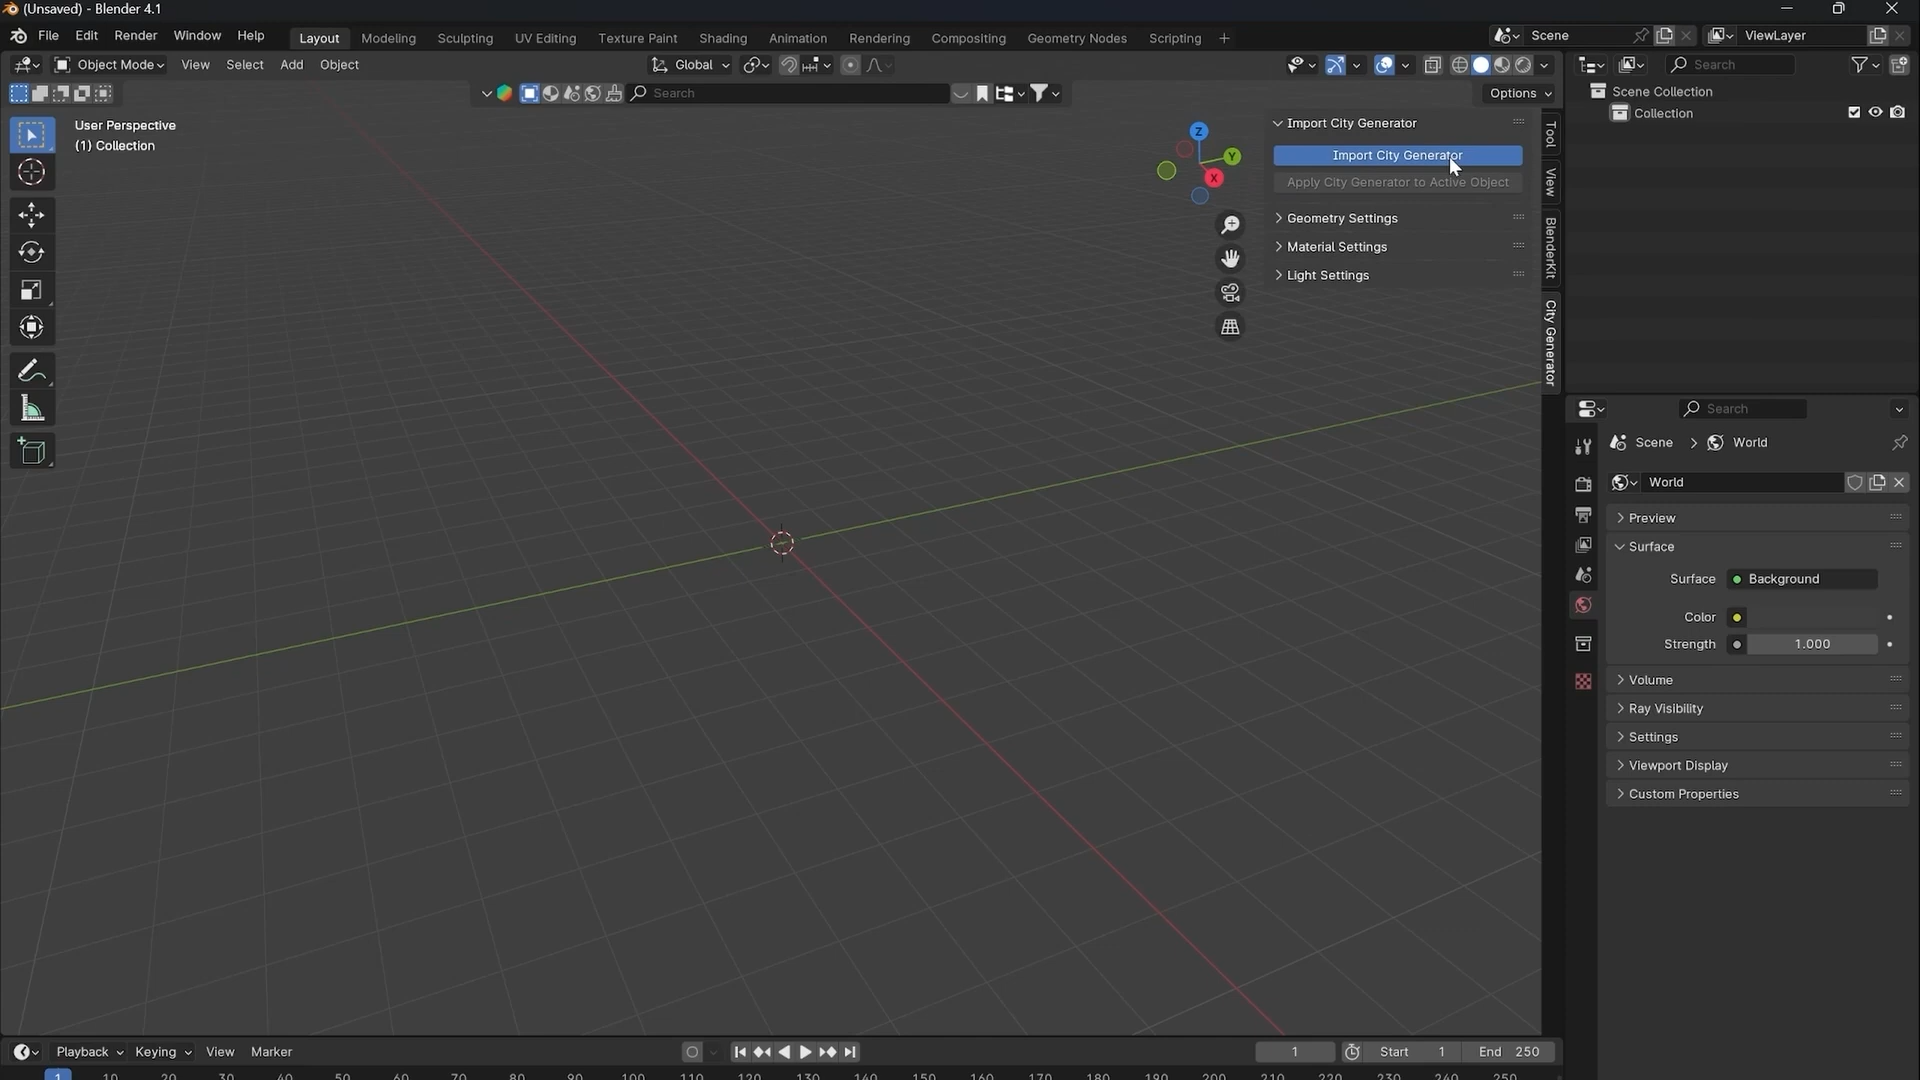 (Unsaved) - Blender 4.1
File Edit Render Window Help Layout Modeling Sculpting UV Editing Texture Paint Shading Animation Rendering Compositing Geometry Nodes Scripting + Scene ViewLayer
Object Mode View Select Add Object Global Search
Search Options Scene Collection
Collection
User Perspective
(1) Collection
Z
Y
X
Import City Generator
Import City Generator
Apply City Generator to Active Object
Geometry Settings
Material Settings
Light Settings
Tool
View
BlenderKit
City Generator
Search
Scene > World
World
Preview
Surface
Surface Background
Color
Strength 1.000
Volume
Ray Visibility
Settings
Viewport Display
Custom Properties
Playback Keying View Marker 1 Start 1 End 250
1 10 20 30 40 50 60 70 80 90 100 110 120 130 140 150 160 170 180 190 200 210 220 230 240 250